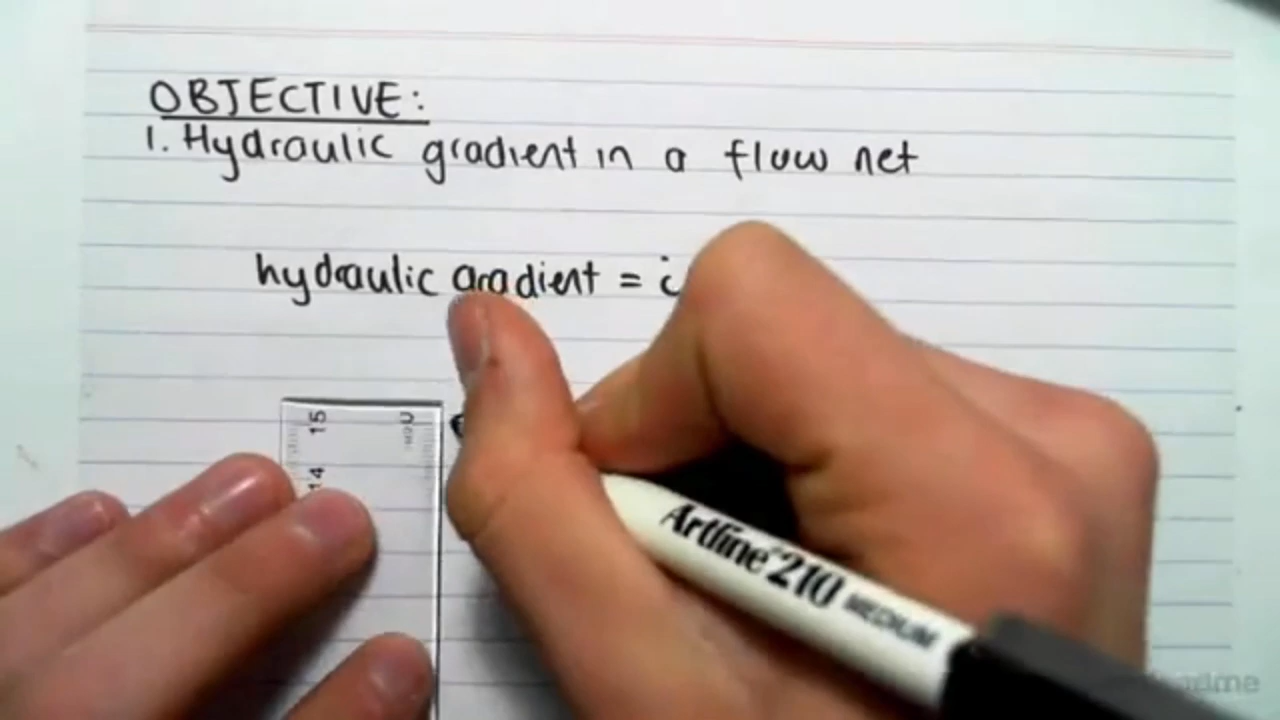 OBJECTIVE:
1. Hydraulic gradient in a flow net
hydraulic gradient = i
15
14
Artline 210 MEDIUM